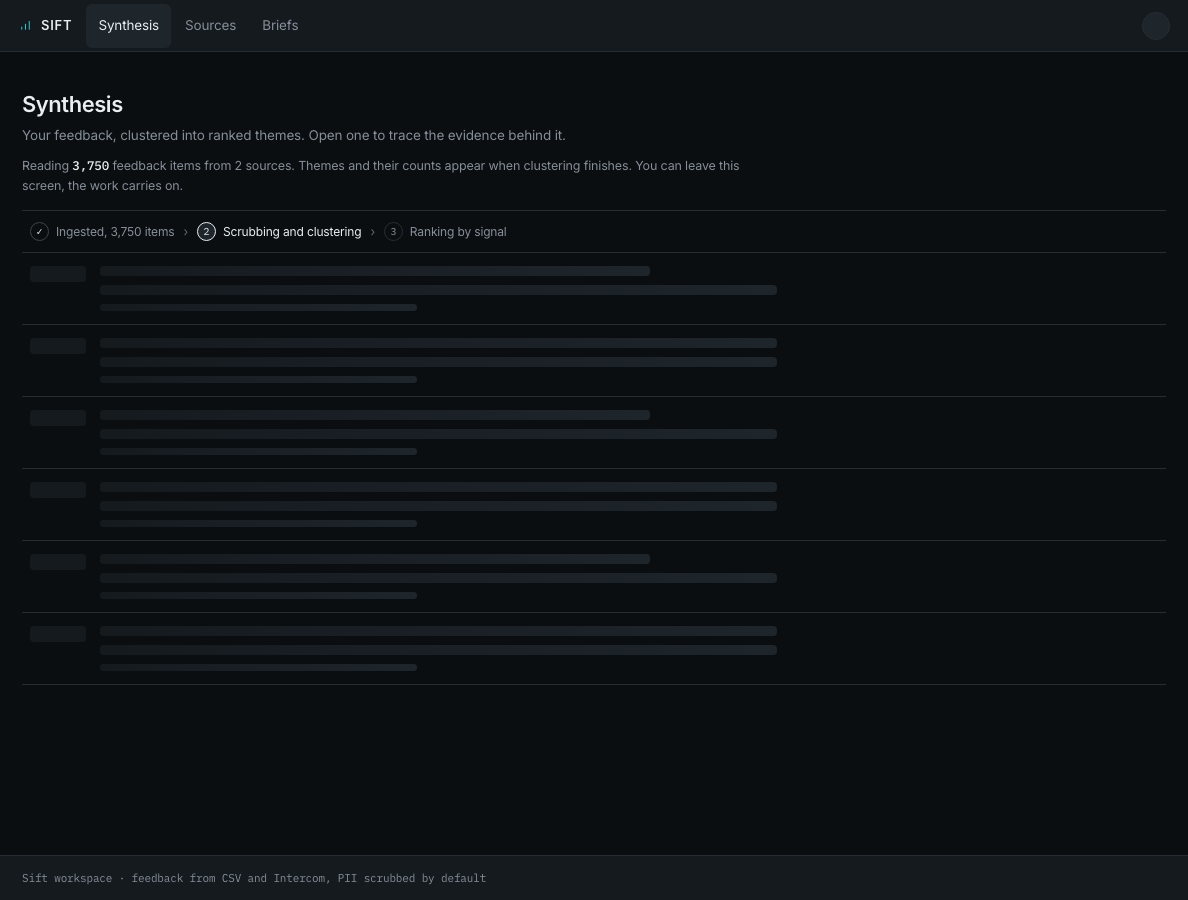 SIFT
Synthesis
Sources
Briefs
Synthesis
Your feedback, clustered into ranked themes. Open one to trace the evidence behind it.
Reading 3,750 feedback items from 2 sources. Themes and their counts appear when clustering finishes. You can leave this
screen, the work carries on.
✓ Ingested, 3,750 items › 2 Scrubbing and clustering › 3 Ranking by signal
Sift workspace · feedback from CSV and Intercom, PII scrubbed by default